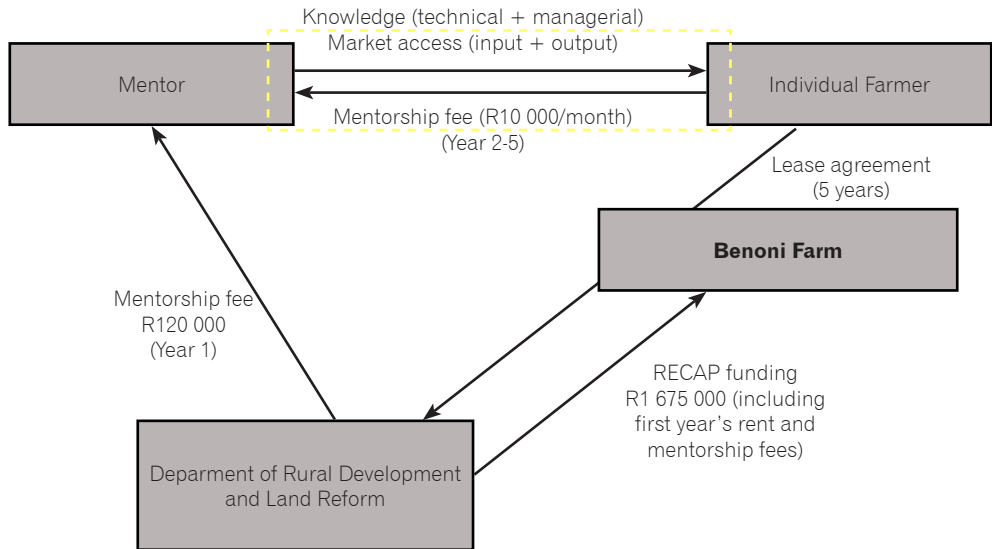 Knowledge (technical + managerial)
Market access (input + output)
Mentor
Individual Farmer
Mentorship fee (R10 000/month)
(Year 2-5)
Lease agreement
(5 years)
Benoni Farm
Mentorship fee
R120 000
(Year 1)
RECAP funding
R1 675 000 (including
first year’s rent and
mentorship fees)
Deparment of Rural Development
and Land Reform